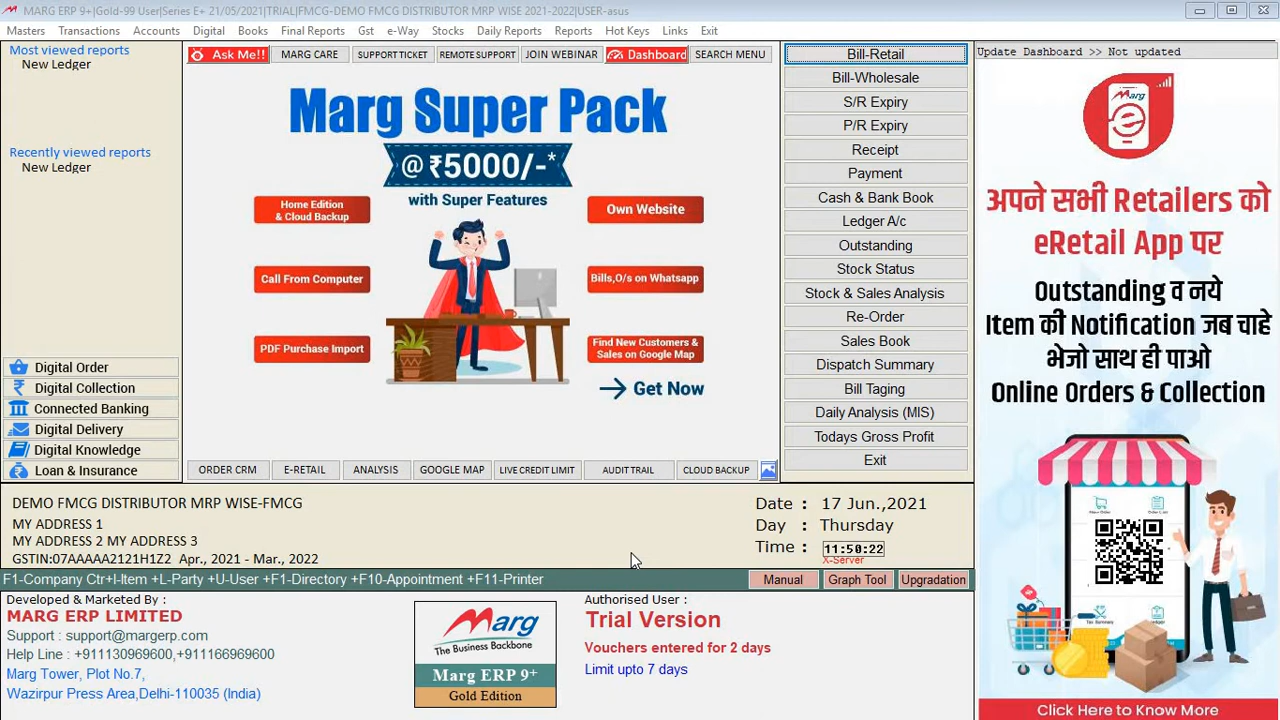 MARG ERP 9+|Gold-99 User|Series E+ 21/05/2021|TRIAL|FMCG-DEMO FMCG DISTRIBUTOR MRP WISE 2021-2022|USER-asus
Masters Transactions Accounts Digital Books Final Reports Gst e-Way Stocks Daily Reports Reports Hot Keys Links Exit
Most viewed reports
New Ledger
Recently viewed reports
New Ledger
Digital Order
Digital Collection
Connected Banking
Digital Delivery
Digital Knowledge
Loan & Insurance
Ask Me!! MARG CARE SUPPORT TICKET REMOTE SUPPORT JOIN WEBINAR Dashboard SEARCH MENU
Marg Super Pack
@ ₹5000/-*
with Super Features
Home Edition
& Cloud Backup
Own Website
Call From Computer
Bills,O/s on Whatsapp
PDF Purchase Import
Find New Customers &
Sales on Google Map
Get Now
ORDER CRM E-RETAIL ANALYSIS GOOGLE MAP LIVE CREDIT LIMIT AUDIT TRAIL CLOUD BACKUP
Bill-Retail
Bill-Wholesale
S/R Expiry
P/R Expiry
Receipt
Payment
Cash & Bank Book
Ledger A/c
Outstanding
Stock Status
Stock & Sales Analysis
Re-Order
Sales Book
Dispatch Summary
Bill Taging
Daily Analysis (MIS)
Todays Gross Profit
Exit
Update Dashboard >> Not updated
Marg
e
अपने सभी Retailers को
eRetail App पर
Outstanding व नये
Item की Notification जब चाहे
भेजो साथ ही पाओ
Online Orders & Collection
Click Here to Know More
DEMO FMCG DISTRIBUTOR MRP WISE-FMCG
MY ADDRESS 1
MY ADDRESS 2 MY ADDRESS 3
GSTIN:07AAAAA2121H1Z2 Apr., 2021 - Mar., 2022
Date : 17 Jun.,2021
Day : Thursday
Time : 11:50:22
X-Server
F1-Company Ctr+I-Item +L-Party +U-User +F1-Directory +F10-Appointment +F11-Printer
Manual Graph Tool Upgradation
Developed & Marketed By :
MARG ERP LIMITED
Support : support@margerp.com
Help Line : +911130969600,+911166969600
Marg Tower, Plot No.7,
Wazirpur Press Area,Delhi-110035 (India)
Marg
The Business Backbone
Marg ERP 9+
Gold Edition
Authorised User :
Trial Version
Vouchers entered for 2 days
Limit upto 7 days